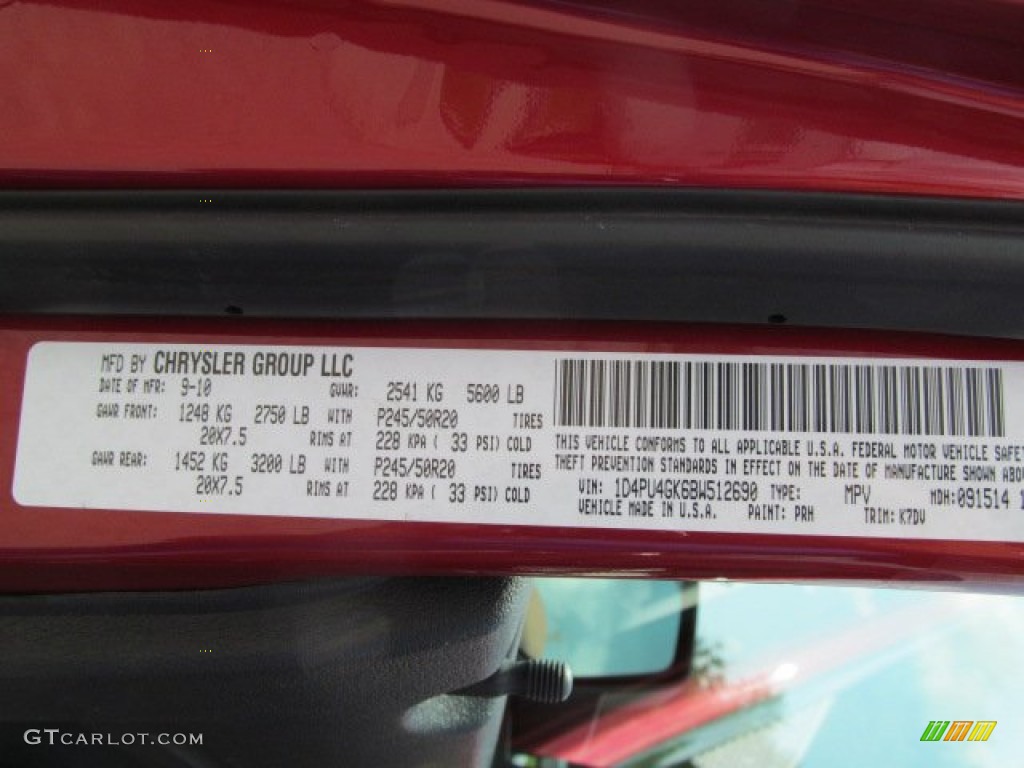 MFD BY CHRYSLER GROUP LLC
DATE OF MFR: 9-10 GVWR: 2541 KG 5600 LB
GAWR FRONT: 1248 KG 2750 LB WITH P245/50R20 TIRES
20X7.5 RIMS AT 228 KPA ( 33 PSI) COLD
GAWR REAR: 1452 KG 3200 LB WITH P245/50R20 TIRES
20X7.5 RIMS AT 228 KPA ( 33 PSI) COLD
THIS VEHICLE CONFORMS TO ALL APPLICABLE U.S.A. FEDERAL MOTOR VEHICLE
THEFT PREVENTION STANDARDS IN EFFECT ON THE DATE OF MANUFACTURE SHOWN
VIN: 1D4PU4GK6BW512690 TYPE: MPV MDH: 091514
VEHICLE MADE IN U.S.A. PAINT: PRH TRIM: K7DV
GTCARLOT.COM